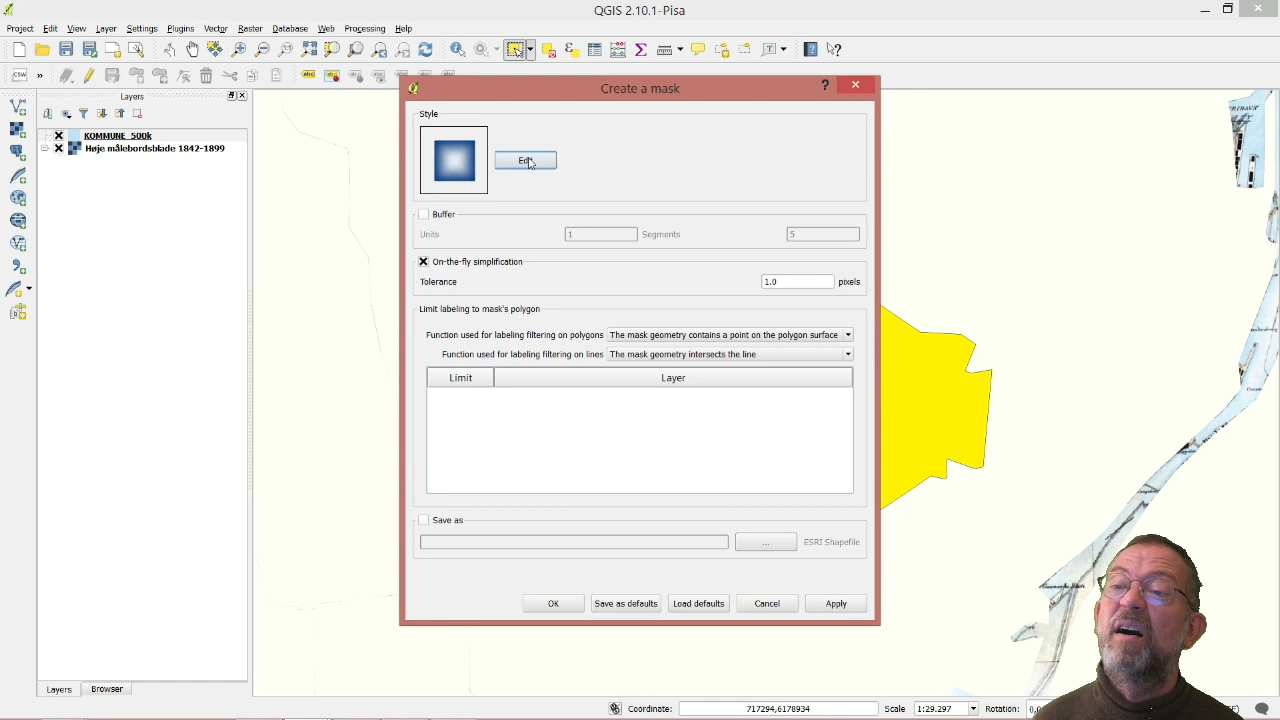 QGIS 2.10.1-Pisa
Project Edit View Layer Settings Plugins Vector Raster Database Web Processing Help
CSW » abc abc
Layers
KOMMUNE_500k
Høje målebordsblade 1842-1899
Create a mask
?
Style
Buffer
Units 1 Segments 5
On-the-fly simplification
Tolerance 1.0 pixels
Limit labeling to mask's polygon
Function used for labeling filtering on polygons The mask geometry contains a point on the polygon surface
Function used for labeling filtering on lines The mask geometry intersects the line
Limit Layer
Save as
... ESRI Shapefile
OK Save as defaults Load defaults Cancel Apply
Layers Browser
Coordinate: 717294,6178934 Scale 1:29.297 Rotation: